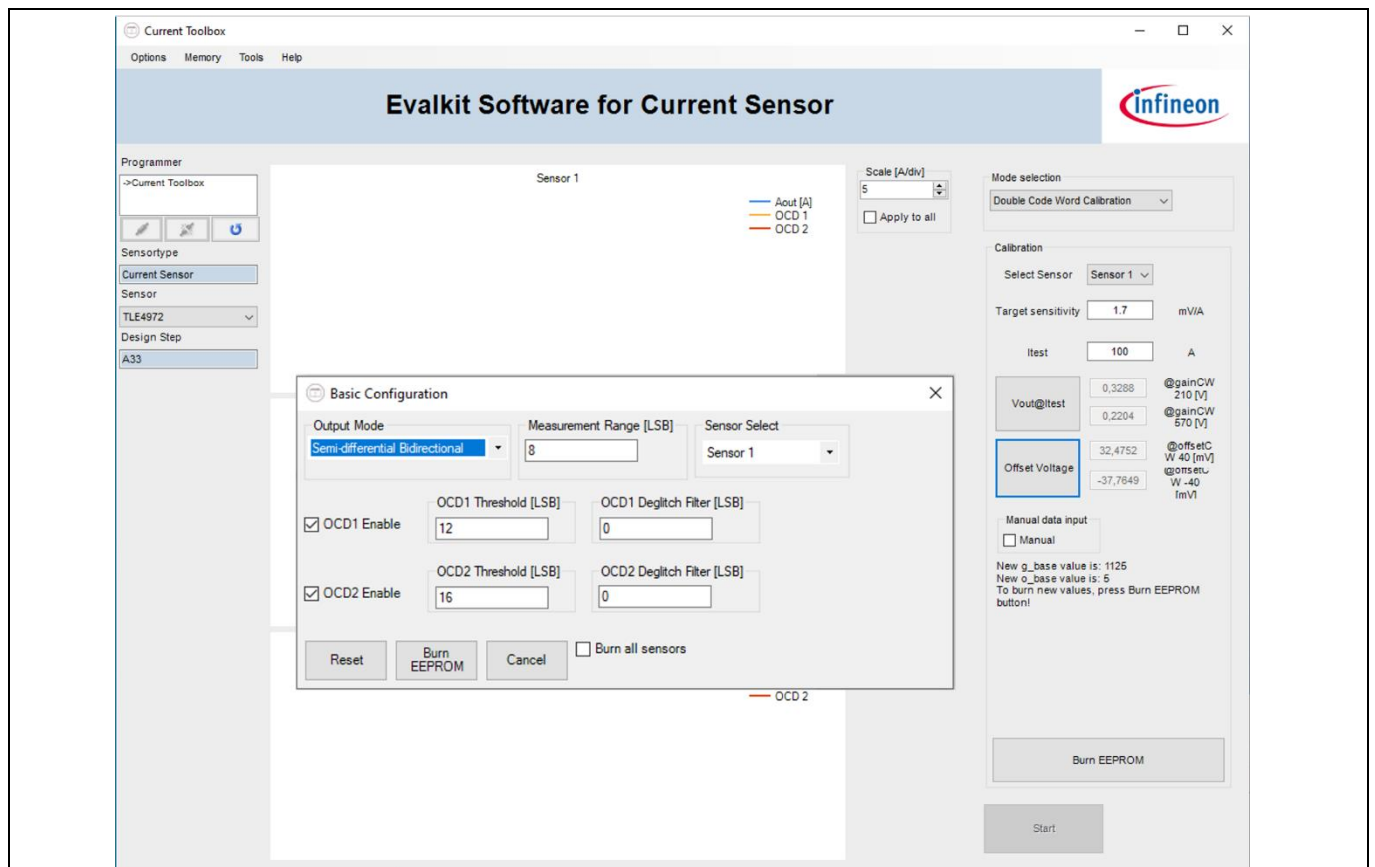 Current Toolbox
Options Memory Tools Help
Evalkit Software for Current Sensor
infineon
Programmer
->Current Toolbox
Sensortype
Current Sensor
Sensor
TLE4972
Design Step
A33
Sensor 1
Aout [A]
OCD 1
OCD 2
Scale [A/div]
5
Apply to all
Mode selection
Double Code Word Calibration
Calibration
Select Sensor Sensor 1
Target sensitivity 1.7 mV/A
Itest 100 A
Vout@Itest
0,3288 @gainCW
210 [V]
0,2204 @gainCW
570 [V]
Offset Voltage
32,4752 @offsetC
W 40 [mV]
-37,7649 @offsetC
W -40
[mV]
Manual data input
Manual
New g_base value is: 1125
New o_base value is: 5
To burn new values, press Burn EEPROM
button!
Burn EEPROM
Start
Basic Configuration
Output Mode Measurement Range [LSB] Sensor Select
Semi-differential Bidirectional 8 Sensor 1
OCD1 Threshold [LSB] OCD1 Deglitch Filter [LSB]
OCD1 Enable 12 0
OCD2 Threshold [LSB] OCD2 Deglitch Filter [LSB]
OCD2 Enable 16 0
Reset
Burn
EEPROM
Cancel
Burn all sensors
OCD 2